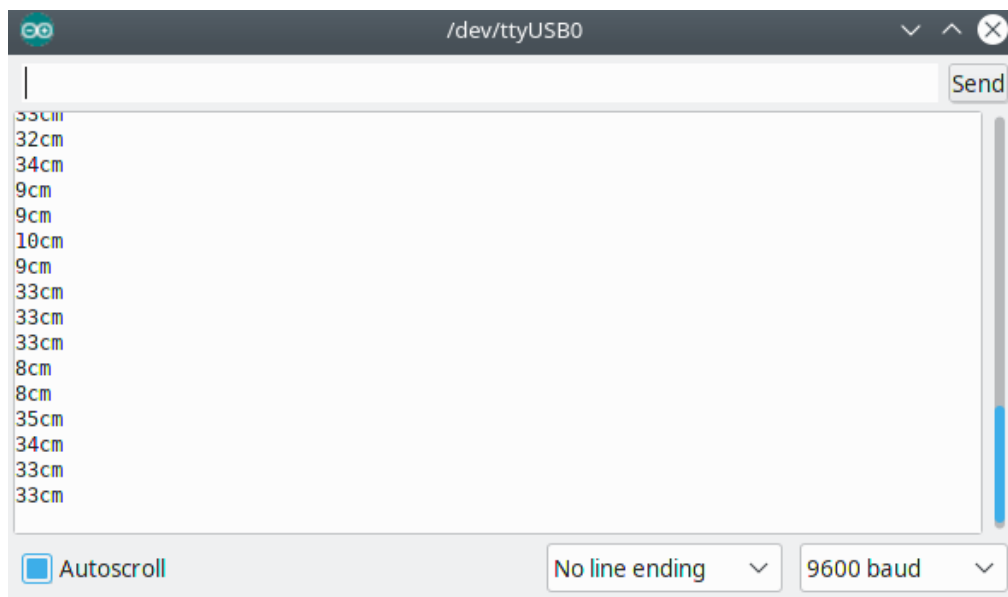 /dev/ttyUSB0
Send
33cm
32cm
34cm
9cm
9cm
10cm
9cm
33cm
33cm
33cm
8cm
8cm
35cm
34cm
33cm
33cm
Autoscroll
No line ending
9600 baud